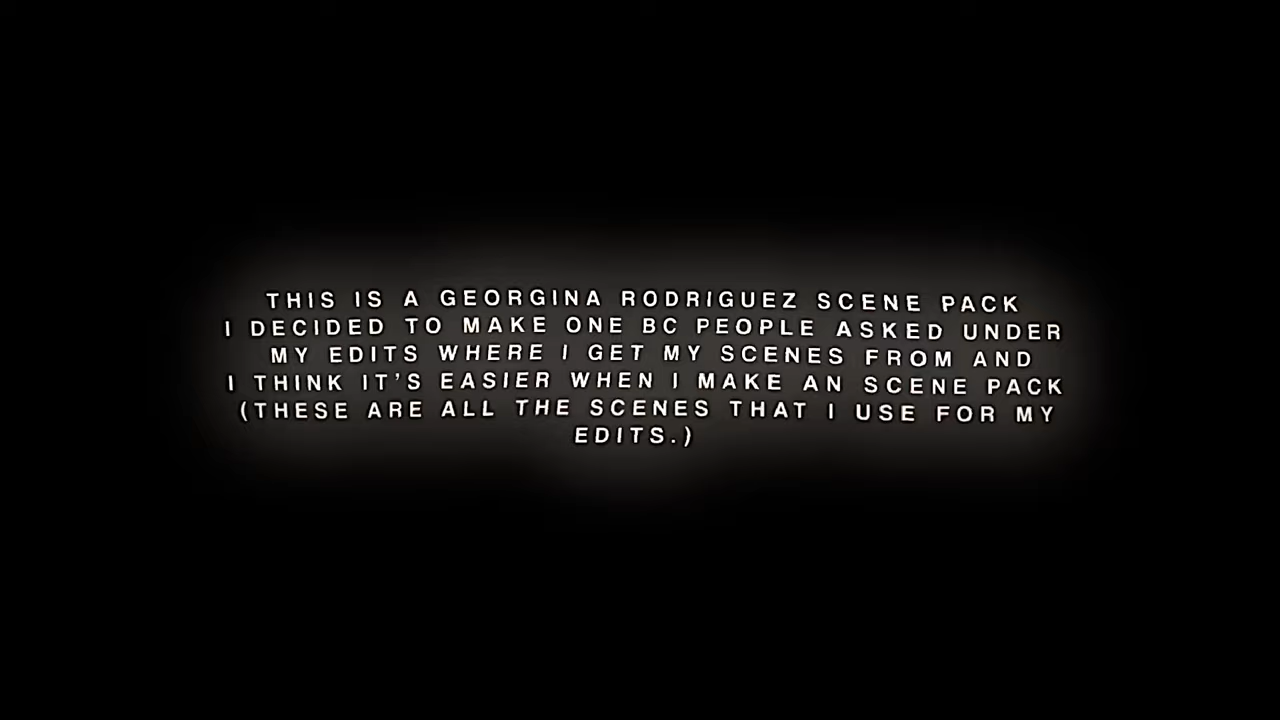 THIS IS A GEORGINA RODRIGUEZ SCENE PACK
I DECIDED TO MAKE ONE BC PEOPLE ASKED UNDER
MY EDITS WHERE I GET MY SCENES FROM AND
I THINK IT'S EASIER WHEN I MAKE AN SCENE PACK
(THESE ARE ALL THE SCENES THAT I USE FOR MY
EDITS.)